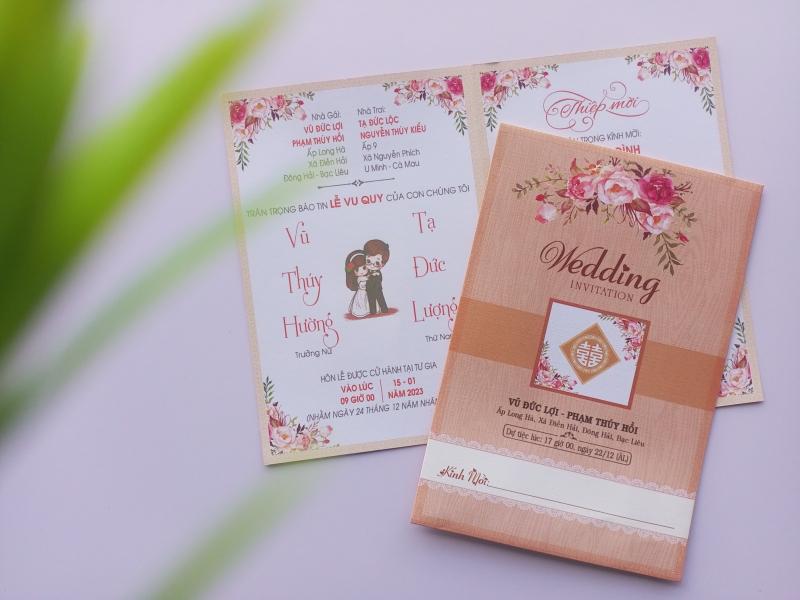 Nhà Gái:
VŨ ĐỨC LỢI
PHẠM THÚY HỒI
Ấp Long Hà
Xã Điền Hải
Đông Hải - Bạc Liêu
Nhà Trai:
TẠ ĐỨC LỘC
NGUYỄN THÚY KIỀU
Ấp 9
Xã Nguyễn Phích
U Minh - Cà Mau
TRÂN TRỌNG BÁO TIN LỄ VU QUY CỦA CON CHÚNG TÔI
Vũ
Thúy
Hường
Trưởng Nữ
Tạ
Đức
Lượng
Thứ Nam
HÔN LỄ ĐƯỢC CỬ HÀNH TẠI TƯ GIA
VÀO LÚC
09 GIỜ 00
15 - 01
NĂM 2023
(NHẰM NGÀY 24 THÁNG 12 NĂM NHÂM
Thiệp mời
TRỌNG KÍNH MỜI:
ĐÌNH
Wedding
INVITATION
囍
VŨ ĐỨC LỢI - PHẠM THÚY HỒI
Ấp Long Hà, Xã Điền Hải, Đông Hải, Bạc Liêu
Dự tiệc lúc: 17 giờ 00. ngày 22/12 (ÂL)
Kính Mời: